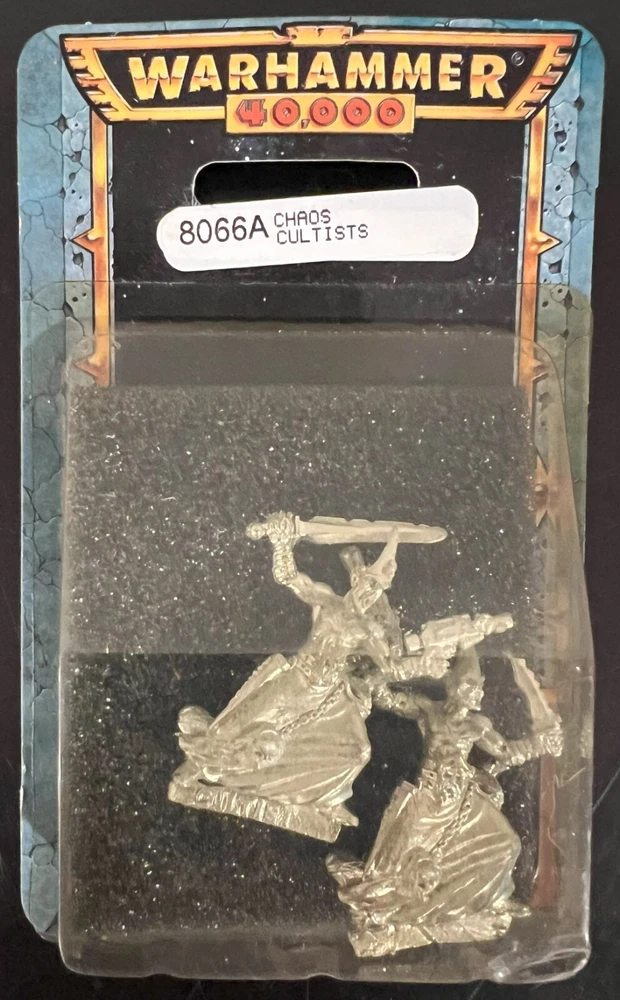 WARHAMMER®
40,000
8066A CHAOS
CULTISTS